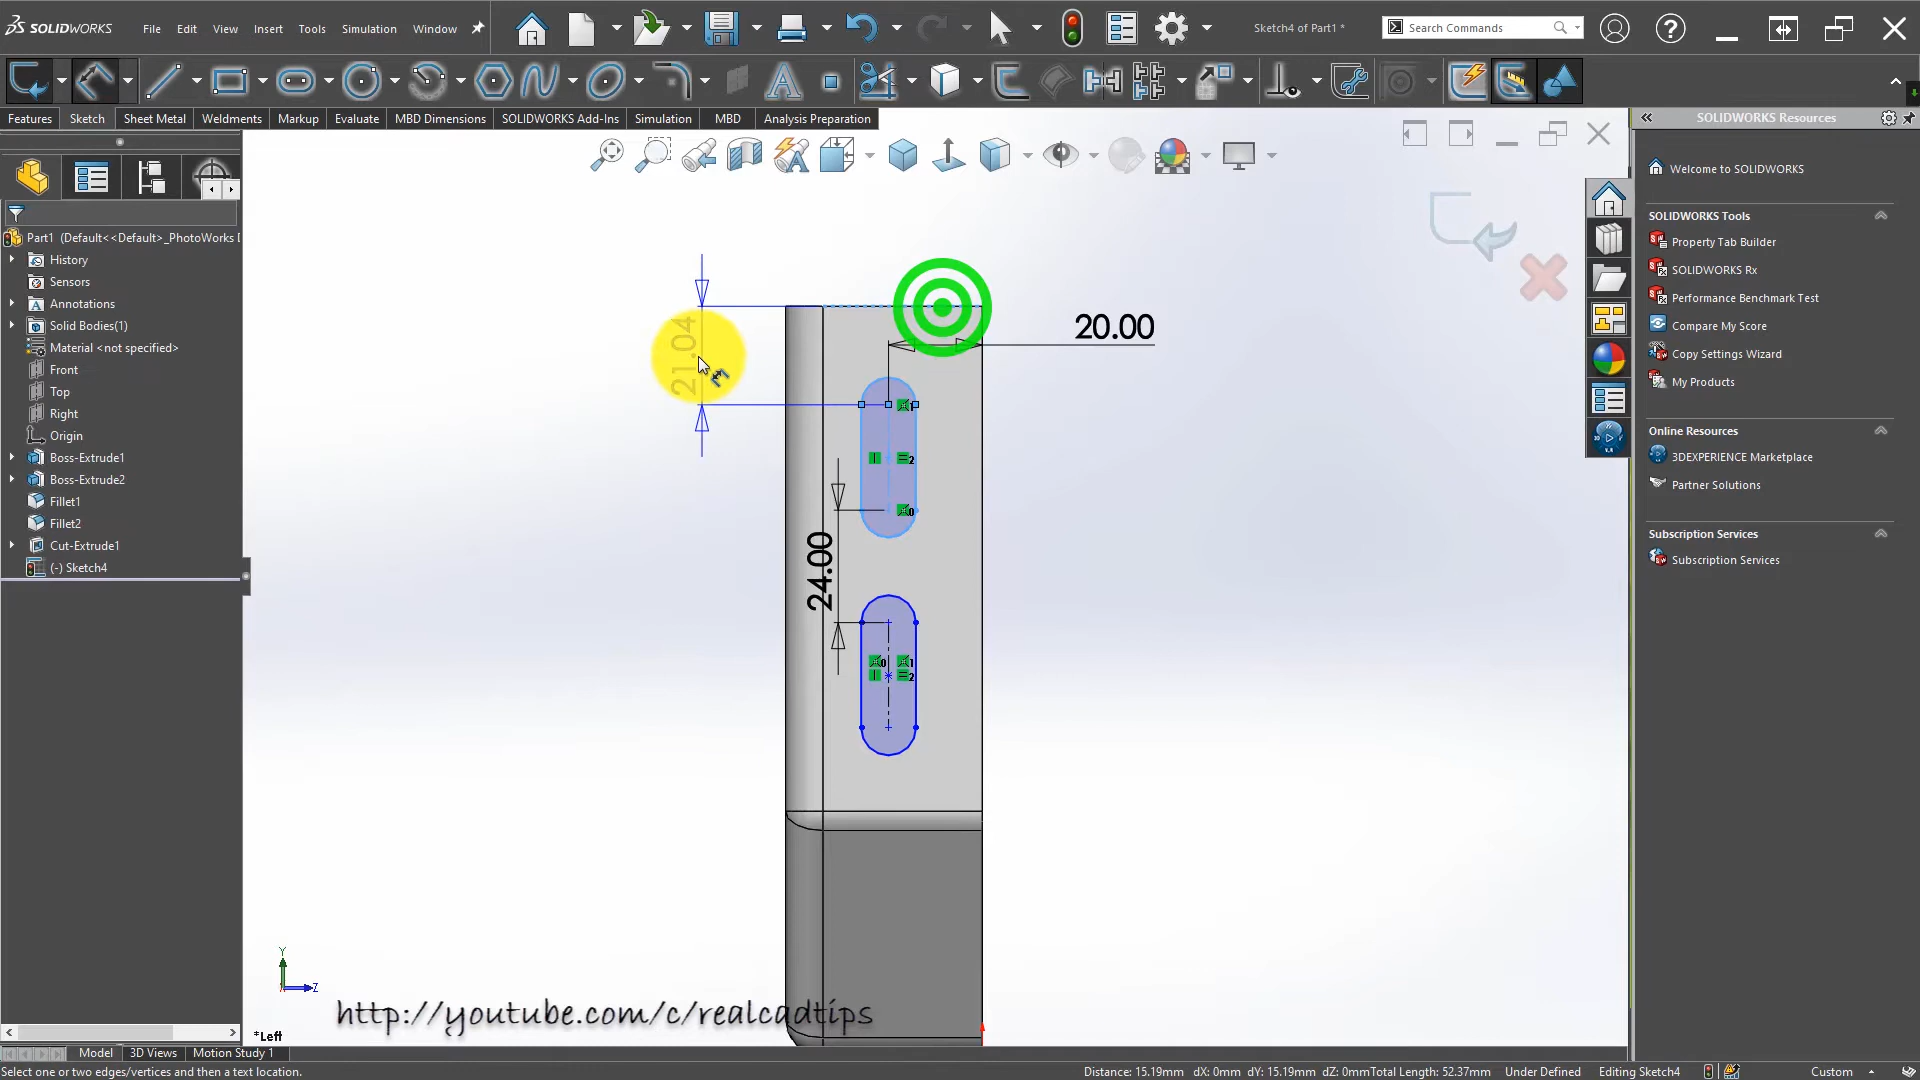 SOLIDWORKS File Edit View Insert Tools Simulation Window Sketch4 of Part1 * Search Commands
Features Sketch Sheet Metal Weldments Markup Evaluate MBD Dimensions SOLIDWORKS Add-Ins Simulation MBD Analysis Preparation
SOLIDWORKS Resources
Part1 (Default<<Default>_PhotoWorks D
History
Sensors
Annotations
Solid Bodies(1)
Material <not specified>
Front
Top
Right
Origin
Boss-Extrude1
Boss-Extrude2
Fillet1
Fillet2
Cut-Extrude1
(-) Sketch4
21.04
20.00
24.00
1
2
0
0 1
2
Y
Z
*Left
http://youtube.com/c/realcadtips
Welcome to SOLIDWORKS
SOLIDWORKS Tools
Property Tab Builder
SOLIDWORKS Rx
Performance Benchmark Test
Compare My Score
Copy Settings Wizard
My Products
Online Resources
3DEXPERIENCE Marketplace
Partner Solutions
Subscription Services
Subscription Services
Model 3D Views Motion Study 1
Select one or two edges/vertices and then a text location. Distance: 15.19mm dX: 0mm dY: 15.19mm dZ: 0mmTotal Length: 52.37mm Under Defined Editing Sketch4 Custom